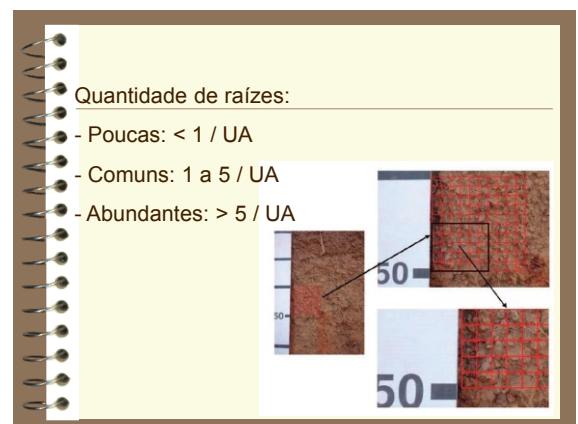 Quantidade de raízes:
- Poucas: < 1 / UA
- Comuns: 1 a 5 / UA
- Abundantes: > 5 / UA
50
50
50